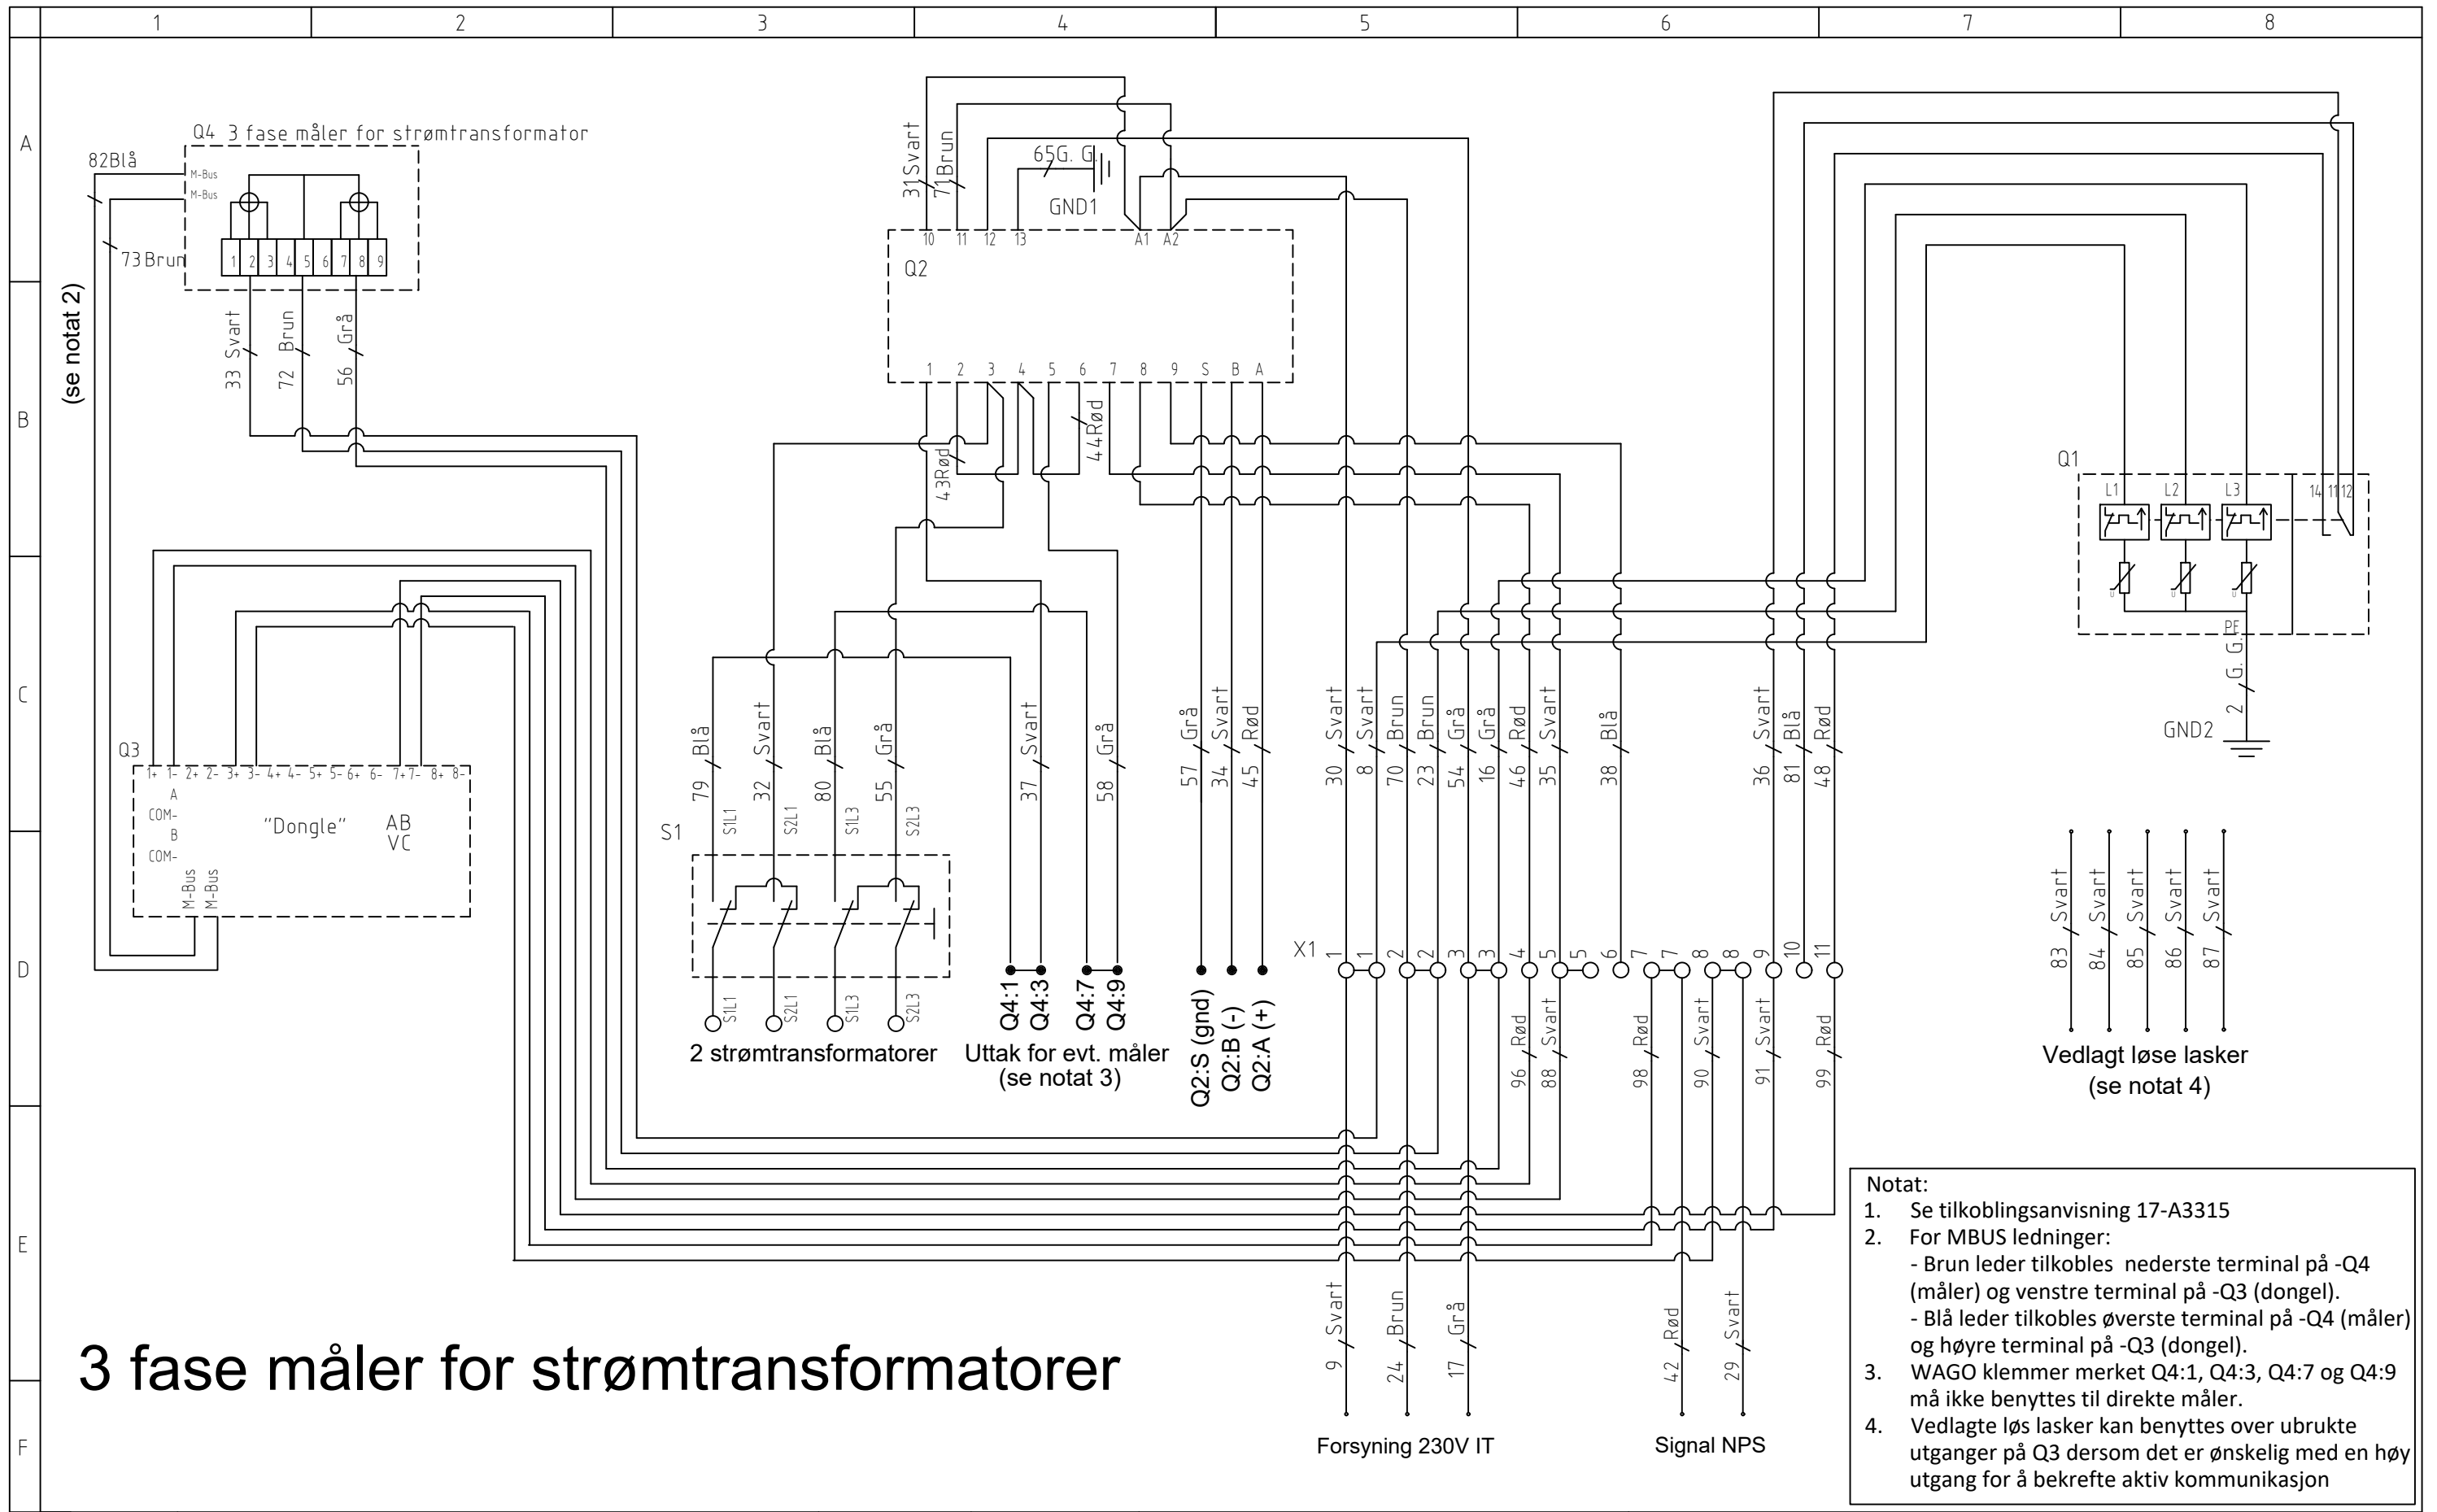 1 2 3 4 5 6 7 8
A
B
C
D
E
F
Q4 3 fase måler for strømtransformator
82Blå
M-Bus
M-Bus
73Brun
1 2 3 4 5 6 7 8 9
(se notat 2)
33 Svart
72 Brun
56 Grå
31Svart
71Brun
65G. G.
GND1
10 11 12 13 A1 A2
Q2
1 2 3 4 5 6 7 8 9 S B A
43Rød
44Rød
Q1
L1 L2 L3 14 11 12
U U U
PE
2 G. G.
GND2
Q3
1+ 1- 2+ 2- 3+ 3- 4+ 4- 5+ 5- 6+ 6- 7+ 7- 8+ 8-
A
COM-
B
COM-
"Dongle"
AB
VC
M-Bus
M-Bus
79 Blå
32 Svart
80 Blå
55 Grå
37 Svart
58 Grå
57 Grå
34 Svart
45 Rød
30 Svart
8 Svart
70 Brun
23 Brun
54 Grå
16 Grå
46 Rød
35 Svart
38 Blå
36 Svart
81 Blå
48 Rød
S1
S1L1 S2L1 S1L3 S2L3
S1L1 S2L1 S1L3 S2L3
2 strømtransformatorer
Q4:1
Q4:3
Q4:7
Q4:9
Uttak for evt. måler
(se notat 3)
Q2:S (gnd)
Q2:B (-)
Q2:A (+)
X1
1 1 2 2 3 3 4 5 5 6 7 7 8 8 9 10 11
96 Rød
88 Svart
98 Rød
90 Svart
91 Svart
99 Rød
83 Svart
84 Svart
85 Svart
86 Svart
87 Svart
Vedlagt løse lasker
(se notat 4)
9 Svart
24 Brun
17 Grå
42 Rød
29 Svart
Forsyning 230V IT
Signal NPS
3 fase måler for strømtransformatorer
Notat:
1. Se tilkoblingsanvisning 17-A3315
2. For MBUS ledninger:
- Brun leder tilkobles nederste terminal på -Q4
(måler) og venstre terminal på -Q3 (dongel).
- Blå leder tilkobles øverste terminal på -Q4 (måler)
og høyre terminal på -Q3 (dongel).
3. WAGO klemmer merket Q4:1, Q4:3, Q4:7 og Q4:9
må ikke benyttes til direkte måler.
4. Vedlagte løs lasker kan benyttes over ubrukte
utganger på Q3 dersom det er ønskelig med en høy
utgang for å bekrefte aktiv kommunikasjon